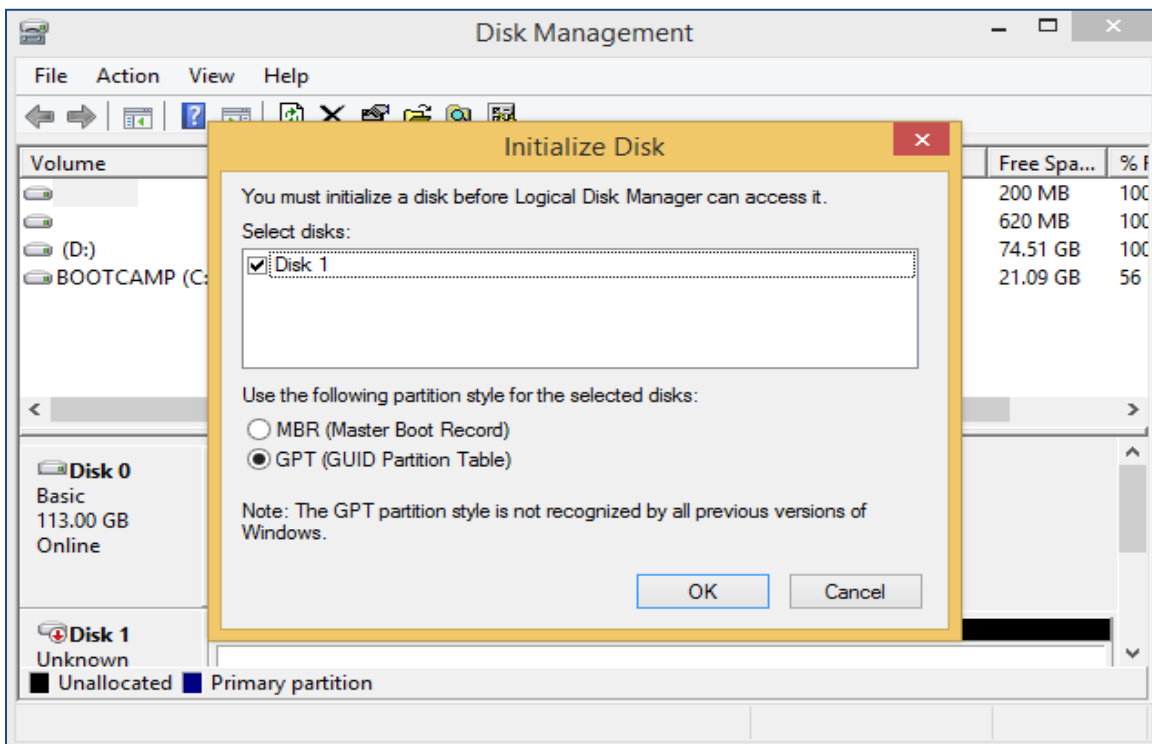 Disk Management
File Action View Help
Initialize Disk
Volume Free Spa... %
You must initialize a disk before Logical Disk Manager can access it.
200 MB 100
Select disks:
620 MB 100
(D:) 74.51 GB 100
Disk 1
BOOTCAMP (C: 21.09 GB 56
Use the following partition style for the selected disks:
MBR (Master Boot Record)
GPT (GUID Partition Table)
Note: The GPT partition style is not recognized by all previous versions of
Windows.
OK Cancel
Disk 0
Basic
113.00 GB
Online
Disk 1
Unknown
Unallocated Primary partition